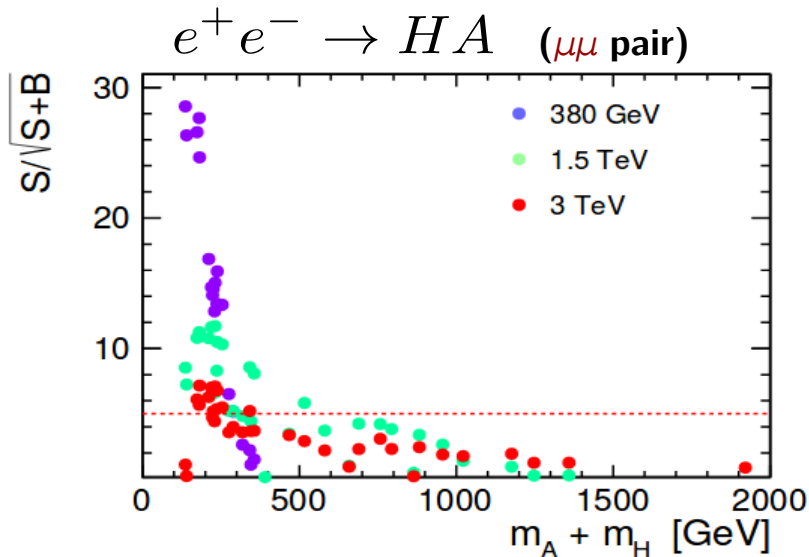 e⁺e⁻ → HA (μμ pair)
S/√S+B
30
20
10
380 GeV
1.5 TeV
3 TeV
0 500 1000 1500 2000
m_A + m_H [GeV]